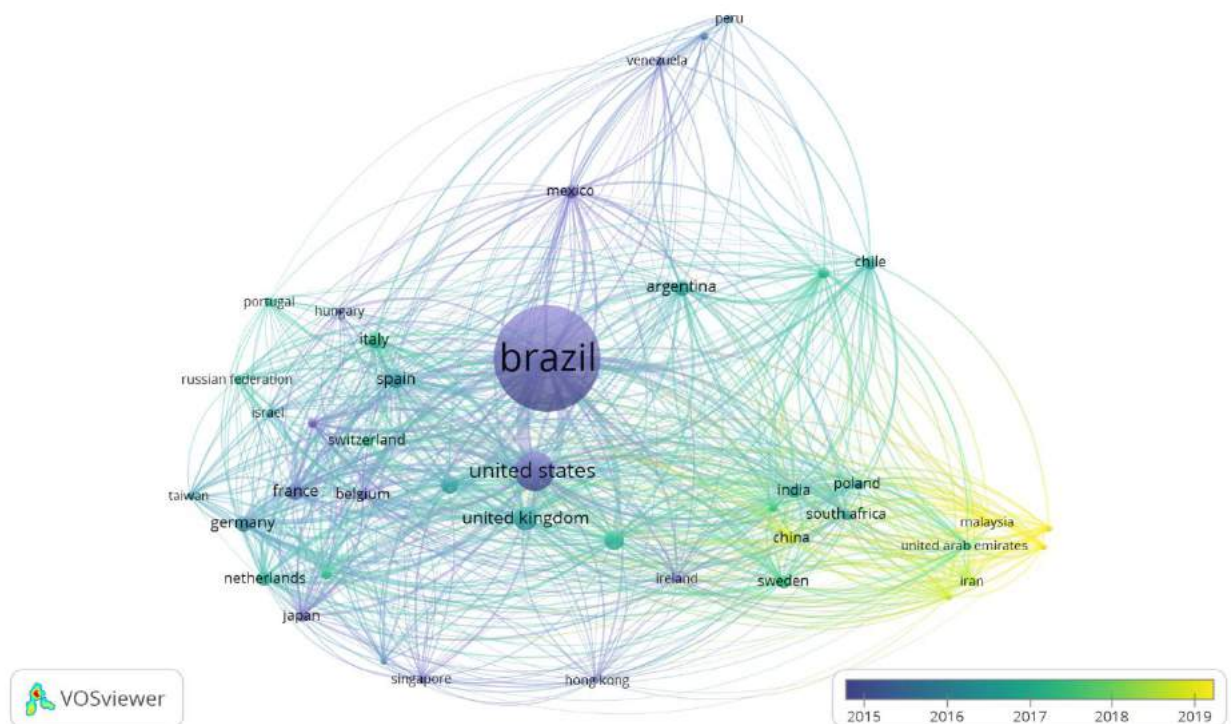 peru
venezuela
mexico
chile
argentina
portugal
hungary
italy
brazil
spain
russian federation
israel
switzerland
united states
france
belgium
taiwan
india
poland
united kingdom
germany
south africa
malaysia
china
united arab emirates
netherlands
ireland
sweden
iran
japan
singapore
hong kong
VOSviewer
2015 2016 2017 2018 2019